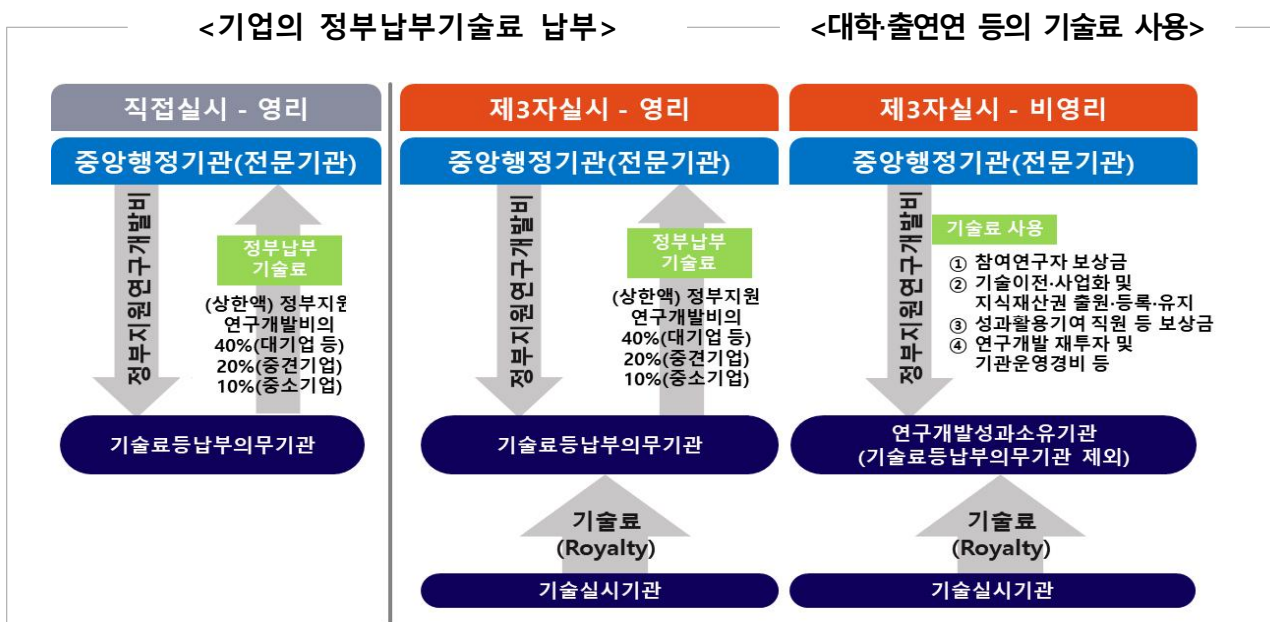 <기업의 정부납부기술료 납부>
<대학·출연연 등의 기술료 사용>
직접실시 - 영리
중앙행정기관(전문기관)
정부지원연구개발비
정부납부
기술료
(상한액) 정부지원
연구개발비의
40%(대기업 등)
20%(중견기업)
10%(중소기업)
기술료등납부의무기관
제3자실시 - 영리
중앙행정기관(전문기관)
정부지원연구개발비
정부납부
기술료
(상한액) 정부지원
연구개발비의
40%(대기업 등)
20%(중견기업)
10%(중소기업)
기술료등납부의무기관
기술료
(Royalty)
기술실시기관
제3자실시 - 비영리
중앙행정기관(전문기관)
정부지원연구개발비
기술료 사용
① 참여연구자 보상금
② 기술이전·사업화 및
지식재산권 출원·등록·유지
③ 성과활용기여 직원 등 보상금
④ 연구개발 재투자 및
기관운영경비 등
연구개발성과소유기관
(기술료등납부의무기관 제외)
기술료
(Royalty)
기술실시기관